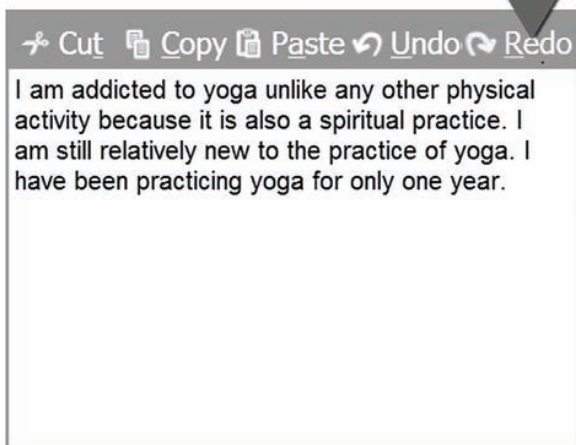 Cut Copy Paste Undo Redo
I am addicted to yoga unlike any other physical
activity because it is also a spiritual practice. I
am still relatively new to the practice of yoga. I
have been practicing yoga for only one year.